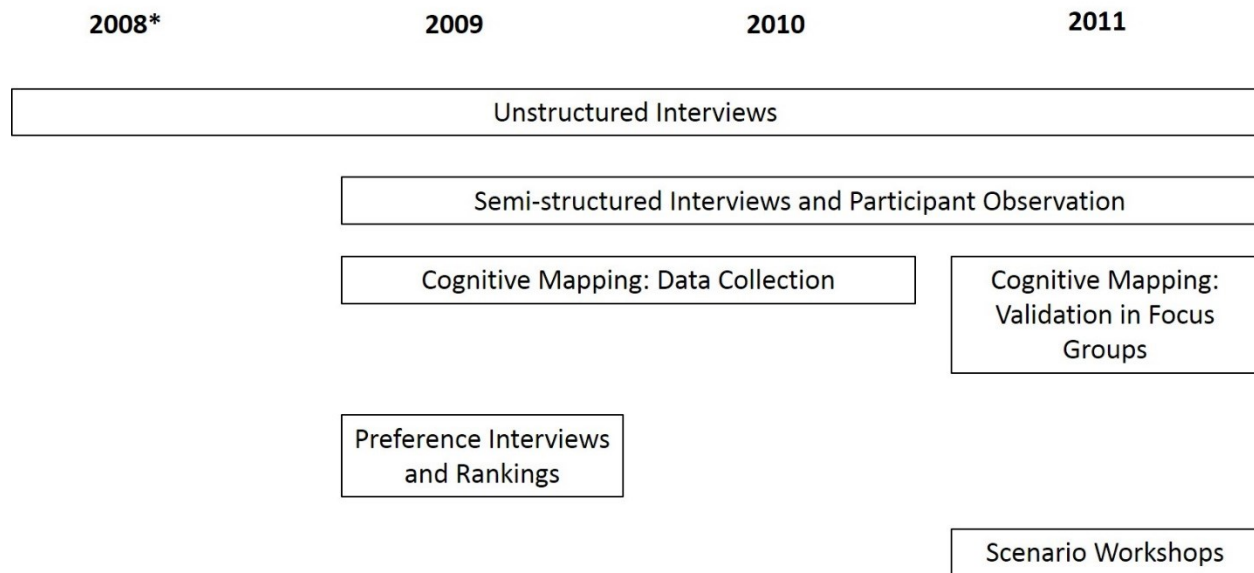 2008* 2009 2010 2011
Unstructured Interviews
Semi-structured Interviews and Participant Observation
Cognitive Mapping: Data Collection
Cognitive Mapping:
Validation in Focus
Groups
Preference Interviews
and Rankings
Scenario Workshops